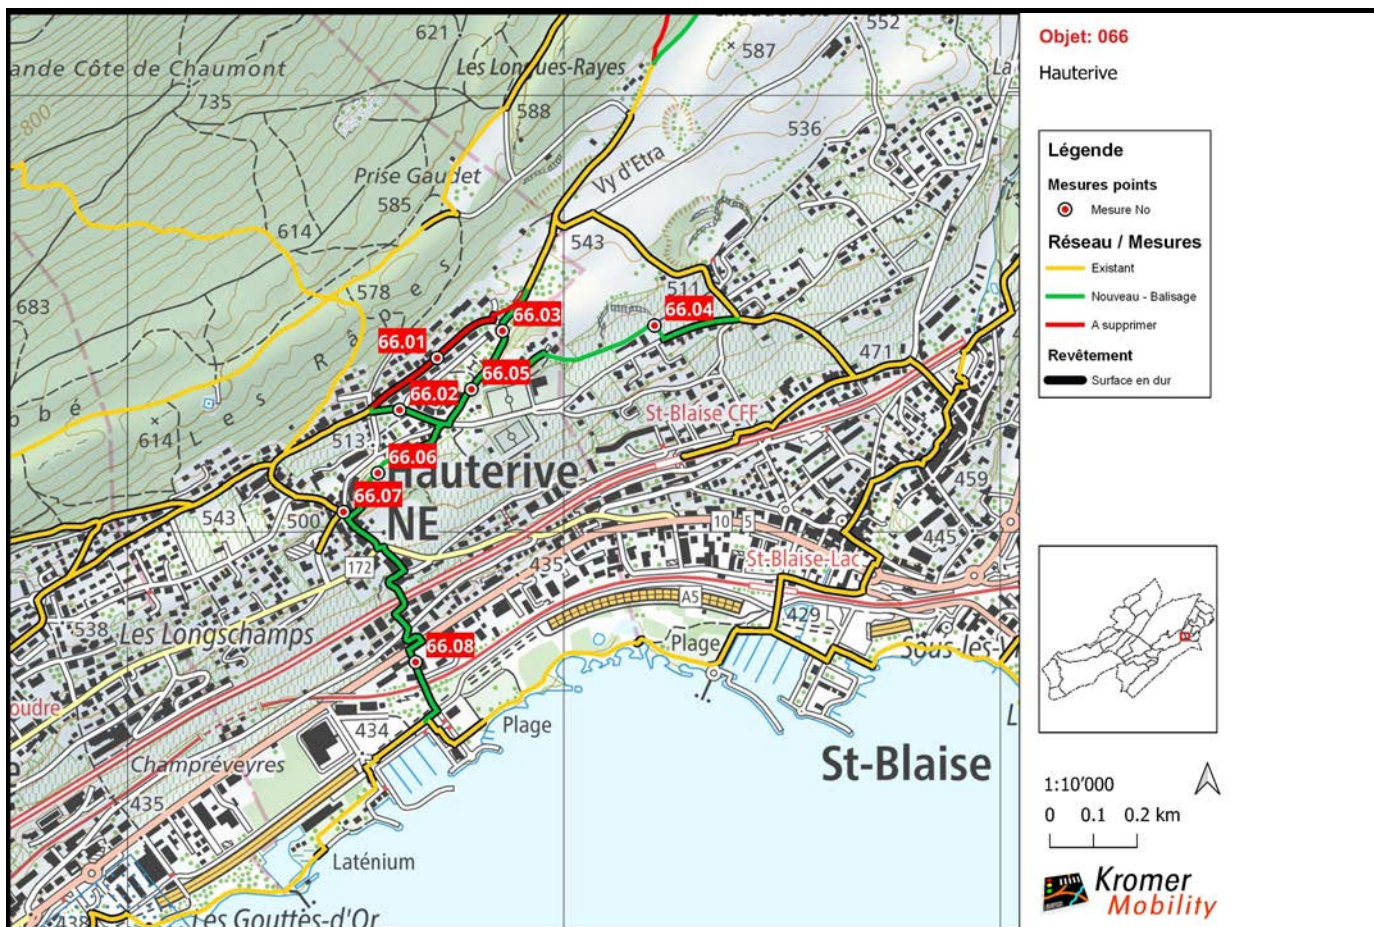 621
552
587
Les Longues-Rayes
ande Côte de Chaumont
735
588
800
536
Prise Gaudet
Vy d'Etra
585
614
543
683
578
511
66.03
66.04
66.01
471
66.05
66.02
St-Blaise CFF
513
614
66.06
Hauterive
NE
66.07
459
543
500
10
5
445
172
435
St-Blaise-Lac
A5
429
538
Les Longschamps
66.08
Plage
oudre
434
Plage
Champréveyres
435
St-Blaise
Laténium
Les Gouttes-d'Or
438
Objet: 066
Hauterive
Légende
Mesures points
Mesure No
Réseau / Mesures
Existant
Nouveau - Balisage
A supprimer
Revêtement
Surface en dur
1:10'000
0 0.1 0.2 km
Kromer
Mobility